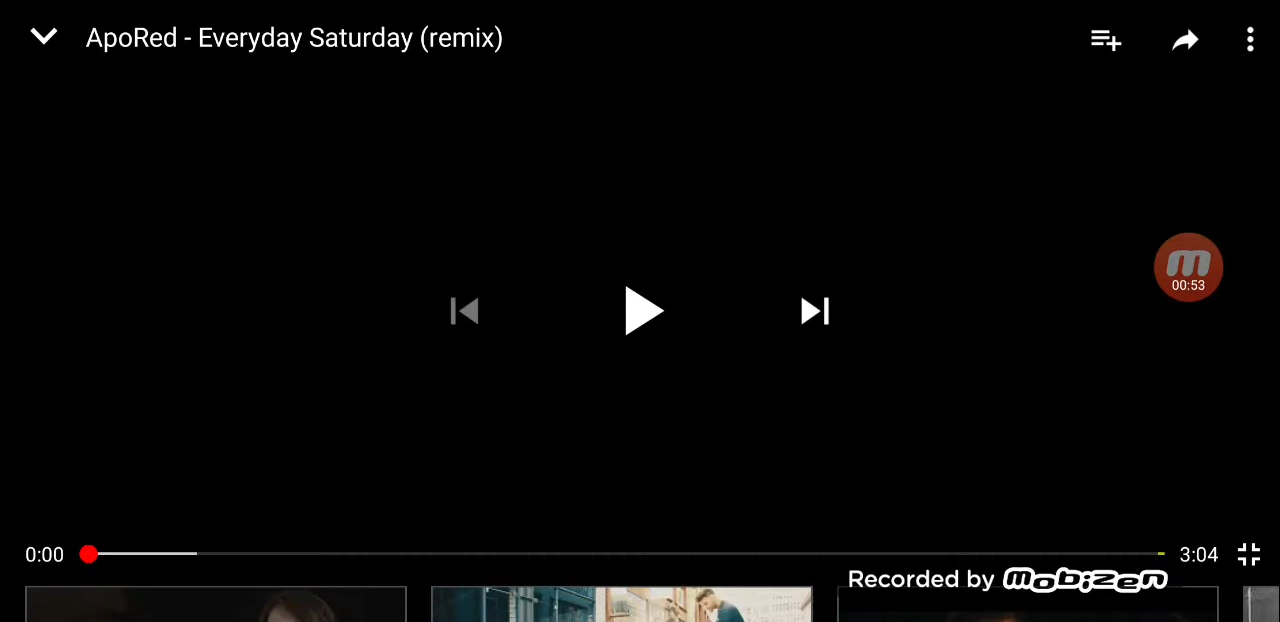 ApoRed - Everyday Saturday (remix)
m
00:53
0:00
3:04
Recorded by mobizen